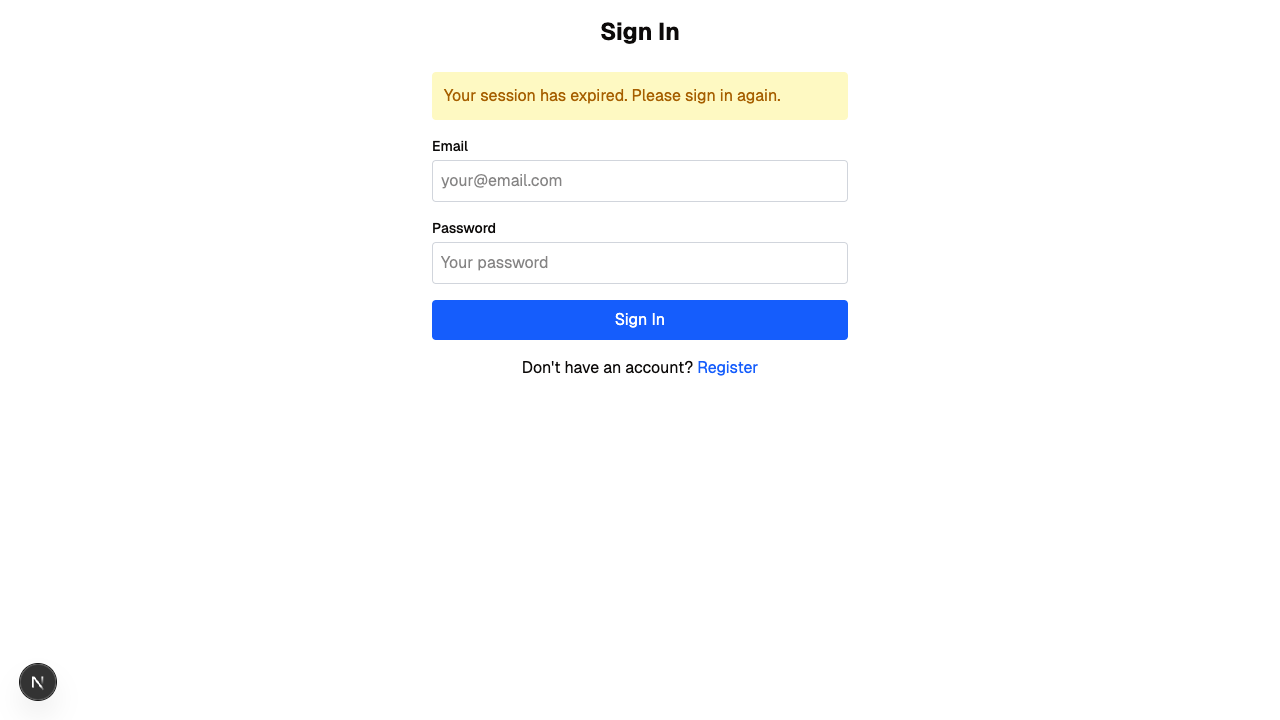 Sign In
Your session has expired. Please sign in again.
Email
your@email.com
Password
Your password
Sign In
Don't have an account? Register
N